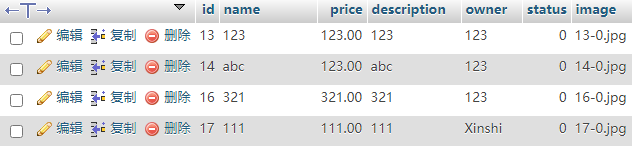 id name price description owner status image
编辑 复制 删除 13 123 123.00 123 123 0 13-0.jpg
编辑 复制 删除 14 abc 123.00 abc 123 0 14-0.jpg
编辑 复制 删除 16 321 321.00 321 123 0 16-0.jpg
编辑 复制 删除 17 111 111.00 111 Xinshi 0 17-0.jpg